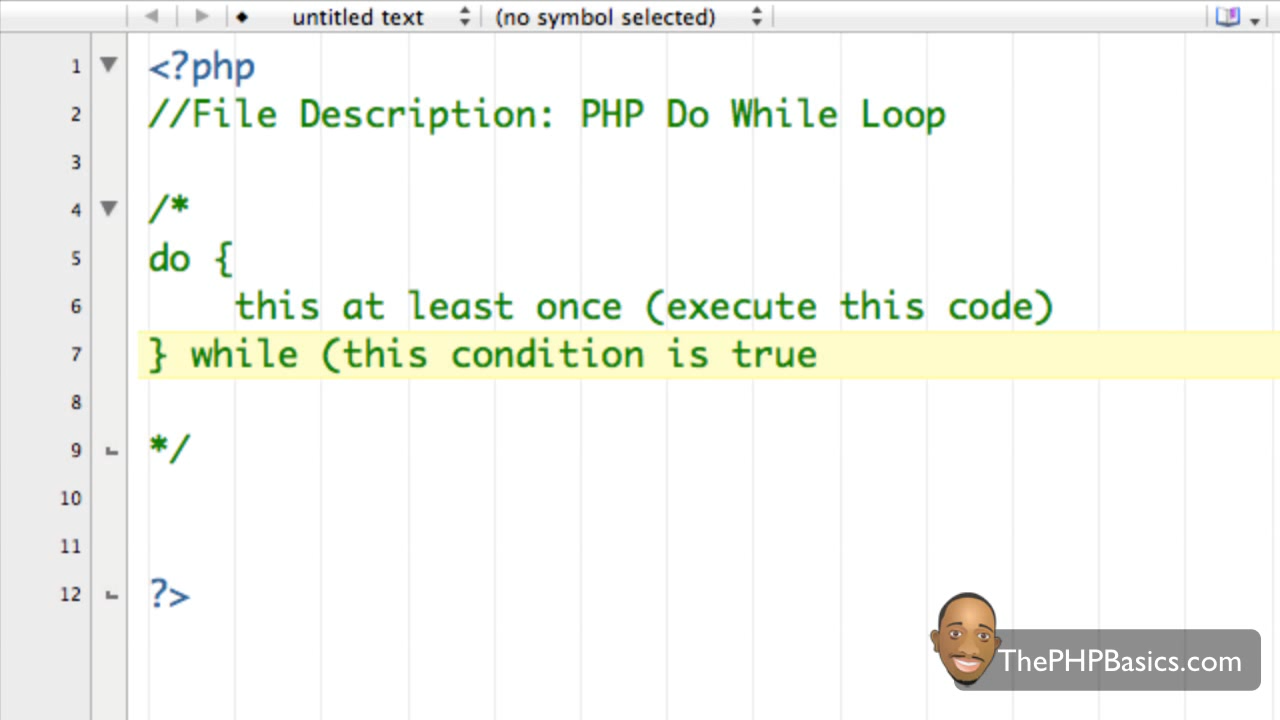 untitled text (no symbol selected)
1 <?php
2 //File Description: PHP Do While Loop
3
4 /*
5 do {
6 this at least once (execute this code)
7 } while (this condition is true
8
9 */
10
11
12 ?>
ThePHPBasics.com